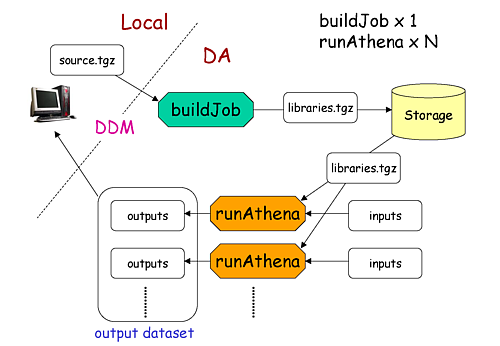 Local
DA
buildJob x 1
runAthena x N
source.tgz
buildJob
libraries.tgz
Storage
DDM
libraries.tgz
outputs
runAthena
inputs
outputs
runAthena
inputs
output dataset